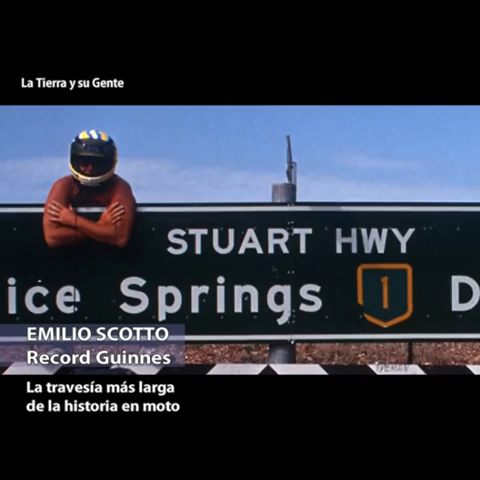 La Tierra y su Gente
STUART HWY
ice Springs 1 D
EMILIO SCOTTO
Record Guinnes
La travesía más larga
de la historia en moto